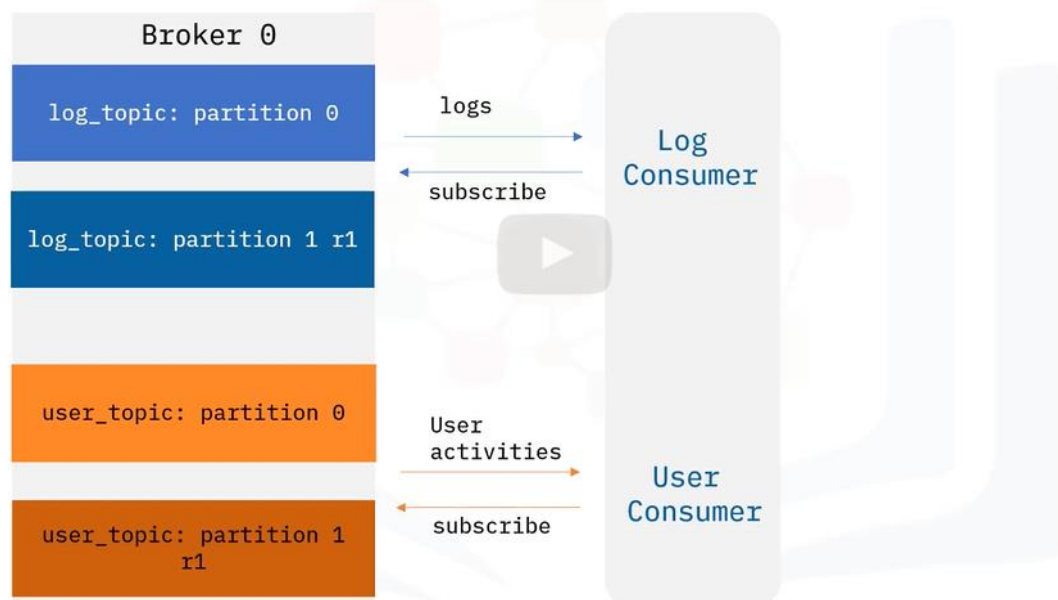 Broker 0
log_topic: partition 0
log_topic: partition 1 r1
user_topic: partition 0
user_topic: partition 1
r1
logs
subscribe
User
activities
subscribe
Log
Consumer
User
Consumer